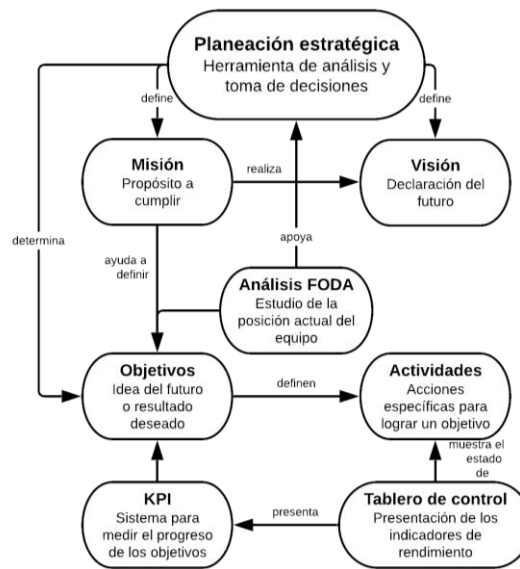 Planeación estratégica
Herramienta de análisis y
toma de decisiones
define
define
Misión
Propósito a
cumplir
realiza
Visión
Declaración del
futuro
determina
ayuda a
definir
apoya
Análisis FODA
Estudio de la
posición actual del
equipo
Objetivos
Idea del futuro
o resultado
deseado
definen
Actividades
Acciones
específicas para
lograr un objetivo
muestra el
estado
de
KPI
Sistema para
medir el progreso
de los objetivos
presenta
Tablero de control
Presentación de los
indicadores de
rendimiento